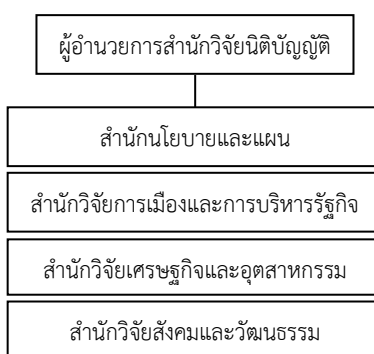 ผู้อำนวยการสำนักวิจัยนิติบัญญัติ
สำนักนโยบายและแผน
สำนักวิจัยการเมืองและการบริหารรัฐกิจ
สำนักวิจัยเศรษฐกิจและอุตสาหกรรม
สำนักวิจัยสังคมและวัฒนธรรม